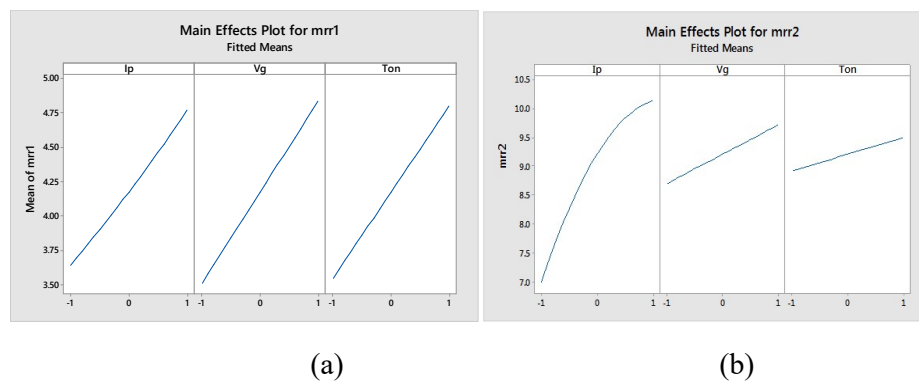 Main Effects Plot for mrr1
Fitted Means
Ip Vg Ton
Mean of mrr1
5.00
4.75
4.50
4.25
4.00
3.75
3.50
-1 0 1 -1 0 1 -1 0 1
(a)
Main Effects Plot for mrr2
Fitted Means
Ip Vg Ton
mrr2
10.5
10.0
9.5
9.0
8.5
8.0
7.5
7.0
-1 0 1 -1 0 1 -1 0 1
(b)